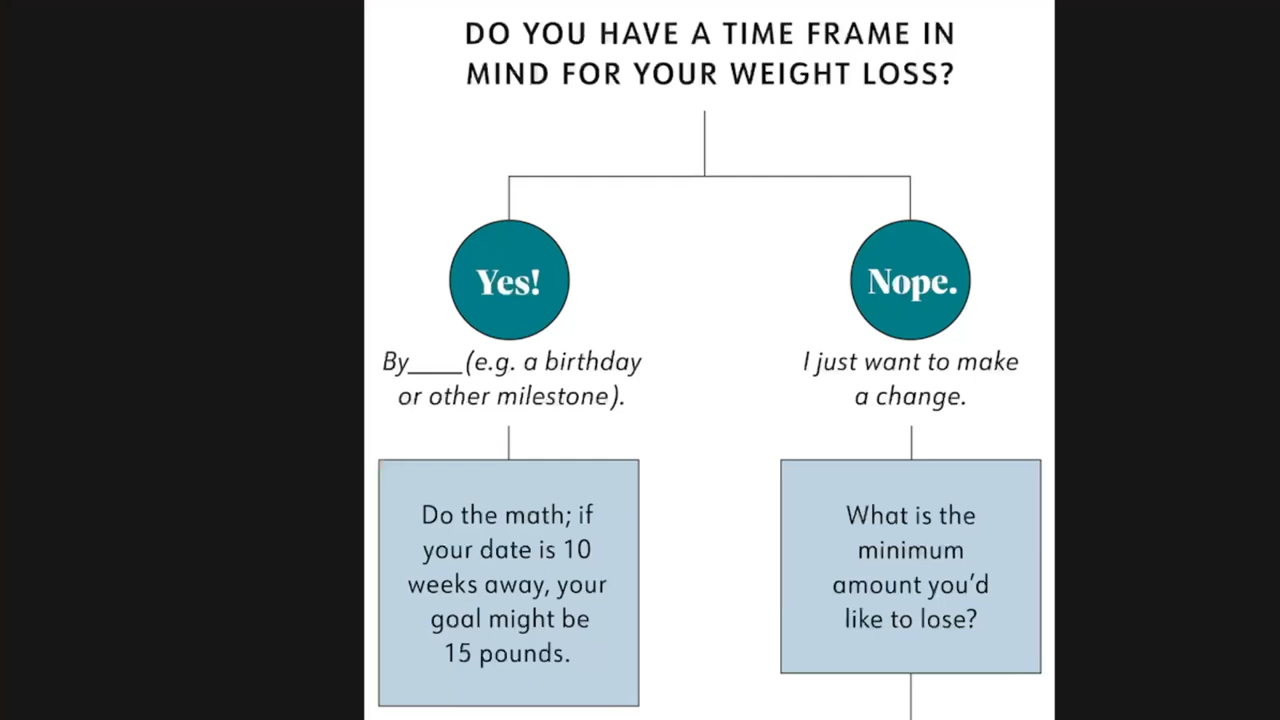 DO YOU HAVE A TIME FRAME IN
MIND FOR YOUR WEIGHT LOSS?
Yes!
By____(e.g. a birthday
or other milestone).
Do the math; if
your date is 10
weeks away, your
goal might be
15 pounds.
Nope.
I just want to make
a change.
What is the
minimum
amount you’d
like to lose?